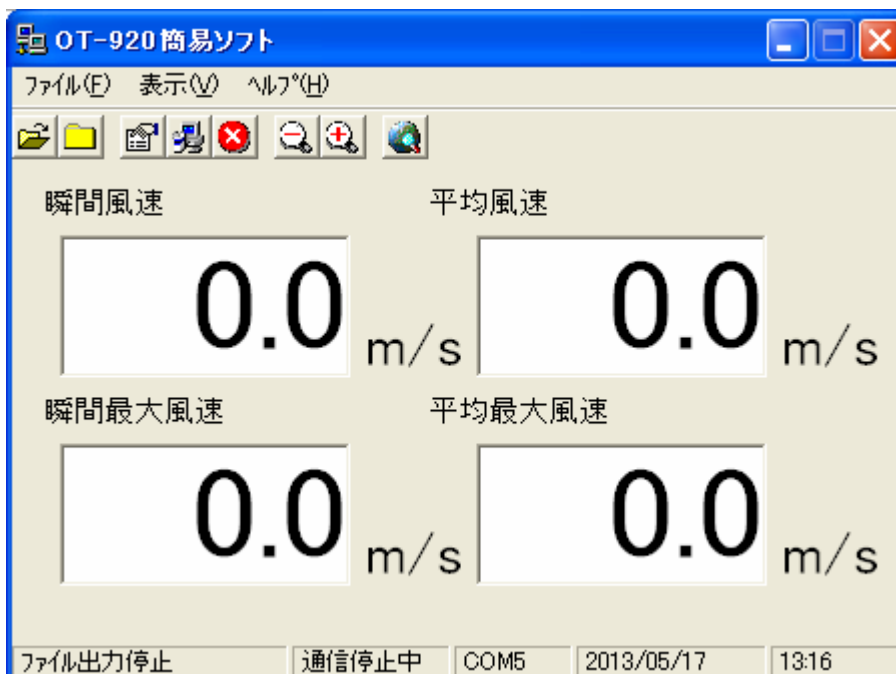 OT-920簡易ソフト
ﾌｧｲﾙ(F) 表示(V) ﾍﾙﾌﾟ(H)
瞬間風速 平均風速
0.0 m/s 0.0 m/s
瞬間最大風速 平均最大風速
0.0 m/s 0.0 m/s
ﾌｧｲﾙ出力停止 通信停止中 COM5 2013/05/17 13:16